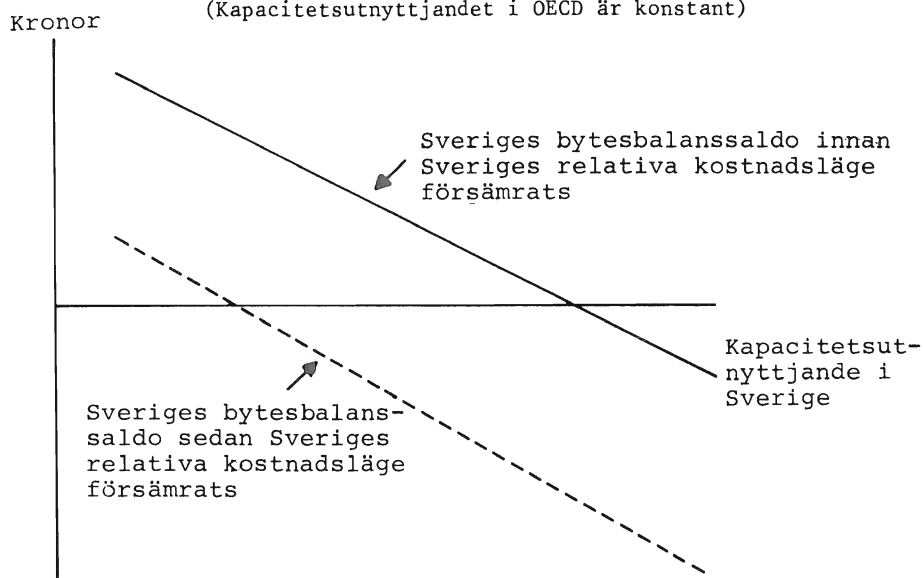 (Kapacitetsutnyttjandet i OECD är konstant)
Kronor
Sveriges bytesbalanssaldo innan
Sveriges relativa kostnadsläge
försämrats
Kapacitetsut-
nyttjande i
Sverige
Sveriges bytesbalans-
saldo sedan Sveriges
relativa kostnadsläge
försämrats